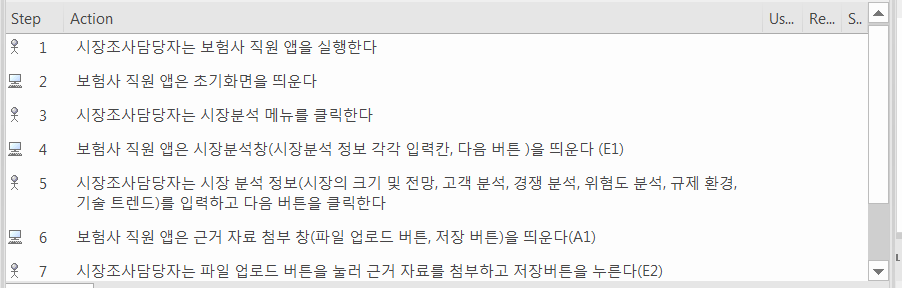 Step Action Us... Re... S..
1 시장조사담당자는 보험사 직원 앱을 실행한다
2 보험사 직원 앱은 초기화면을 띄운다
3 시장조사담당자는 시장분석 메뉴를 클릭한다
4 보험사 직원 앱은 시장분석창(시장분석 정보 각각 입력칸, 다음 버튼 )을 띄운다 (E1)
5 시장조사담당자는 시장 분석 정보(시장의 크기 및 전망, 고객 분석, 경쟁 분석, 위험도 분석, 규제 환경,
기술 트렌드)를 입력하고 다음 버튼을 클릭한다
6 보험사 직원 앱은 근거 자료 첨부 창(파일 업로드 버튼, 저장 버튼)을 띄운다(A1)
7 시장조사담당자는 파일 업로드 버튼을 눌러 근거 자료를 첨부하고 저장버튼을 누른다(E2)